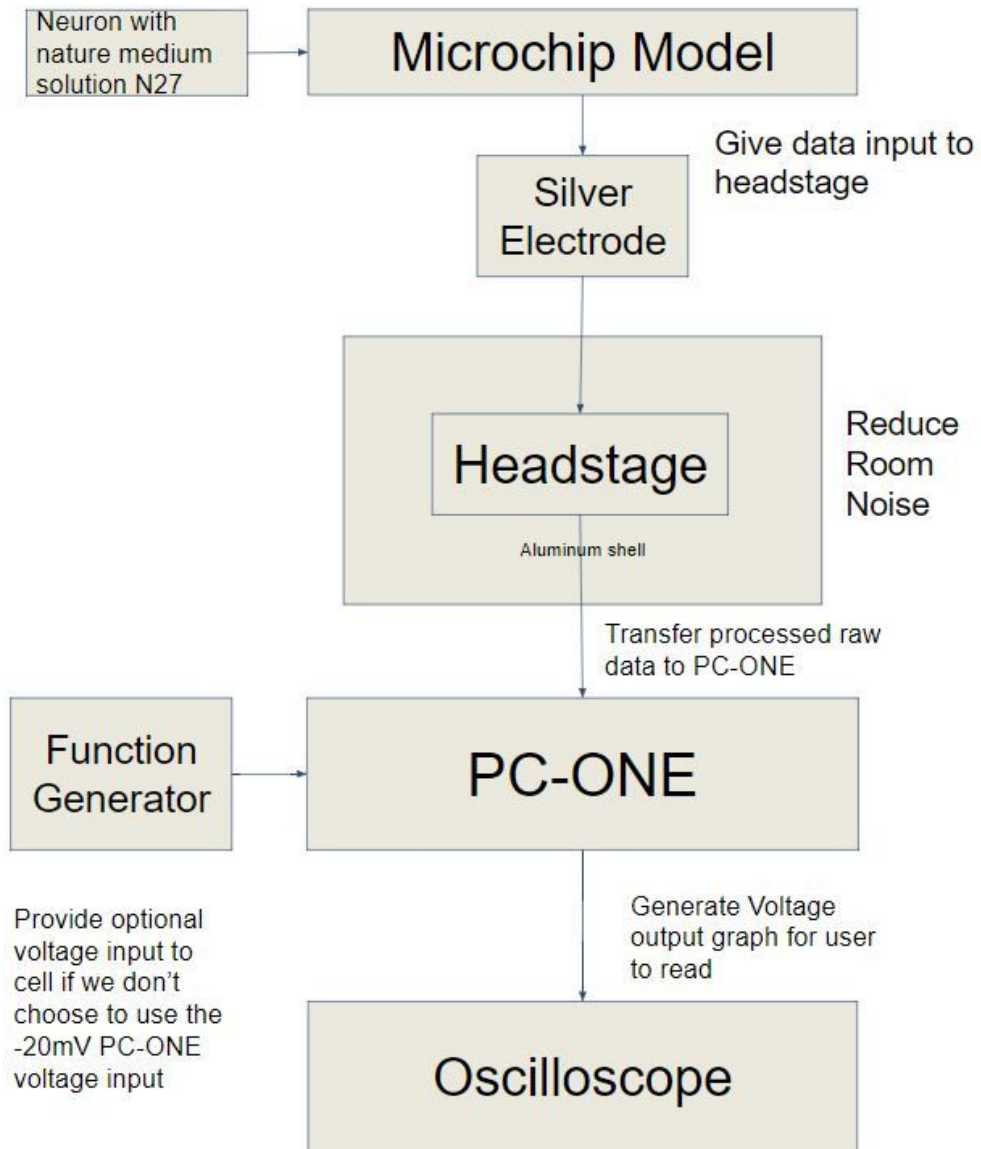 Neuron with
nature medium
solution N27
Microchip Model
Give data input to
headstage
Silver
Electrode
Headstage
Aluminum shell
Reduce
Room
Noise
Transfer processed raw
data to PC-ONE
Function
Generator
PC-ONE
Provide optional
voltage input to
cell if we don’t
choose to use the
-20mV PC-ONE
voltage input
Generate Voltage
output graph for user
to read
Oscilloscope